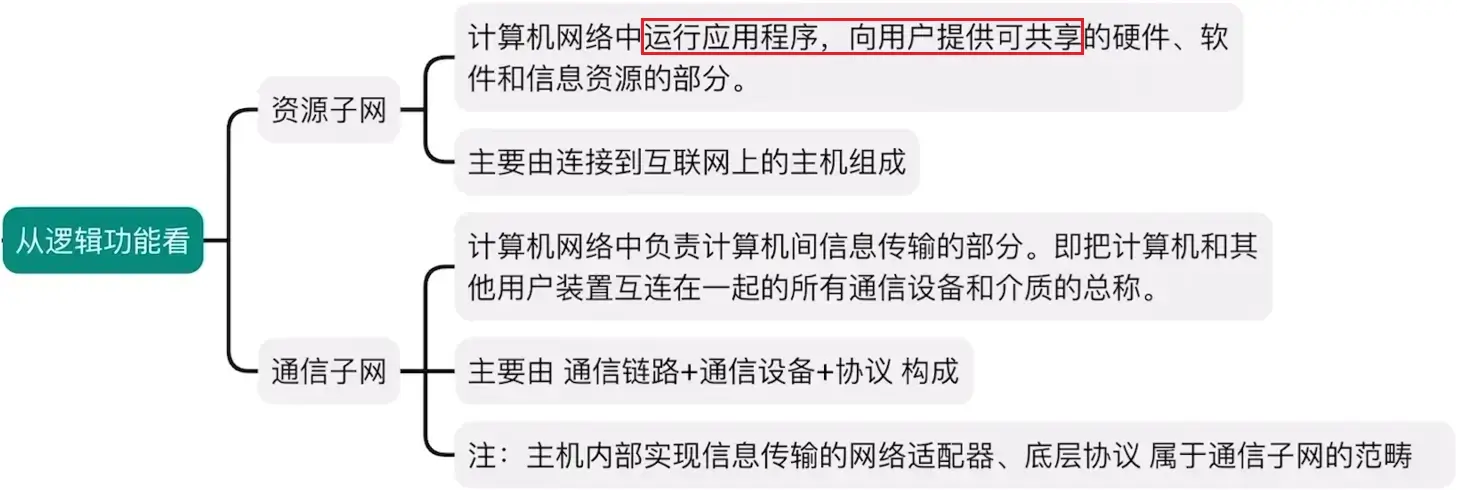 计算机网络中运行应用程序，向用户提供可共享的硬件、软
件和信息资源的部分。
资源子网
主要由连接到互联网上的主机组成
从逻辑功能看
计算机网络中负责计算机间信息传输的部分。即把计算机和其
他用户装置互连在一起的所有通信设备和介质的总称。
通信子网
主要由 通信链路+通信设备+协议 构成
注：主机内部实现信息传输的网络适配器、底层协议 属于通信子网的范畴